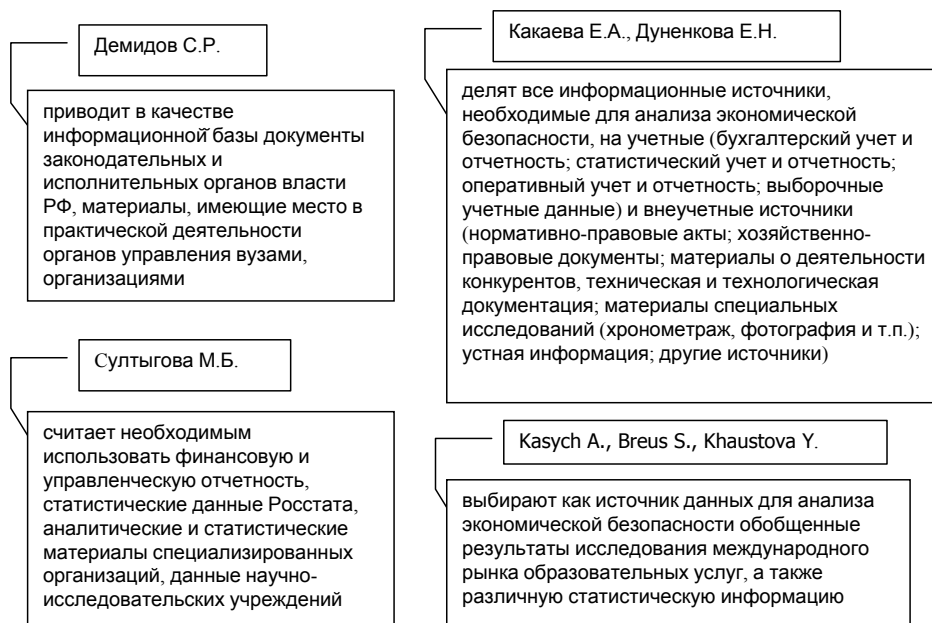 Демидов С.Р.
приводит в качестве
информационной базы документы
законодательных и
исполнительных органов власти
РФ, материалы, имеющие место в
практической деятельности
органов управления вузами,
организациями
Султыгова М.Б.
считает необходимым
использовать финансовую и
управленческую отчетность,
статистические данные Росстата,
аналитические и статистические
материалы специализированных
организаций, данные научно-
исследовательских учреждений
Какаева Е.А., Дуненкова Е.Н.
делят все информационные источники,
необходимые для анализа экономической
безопасности, на учетные (бухгалтерский учет и
отчетность; статистический учет и отчетность;
оперативный учет и отчетность; выборочные
учетные данные) и внеучетные источники
(нормативно-правовые акты; хозяйственно-
правовые документы; материалы о деятельности
конкурентов, техническая и технологическая
документация; материалы специальных
исследований (хронометраж, фотография и т.п.);
устная информация; другие источники)
Kasych A., Breus S., Khaustova Y.
выбирают как источник данных для анализа
экономической безопасности обобщенные
результаты исследования международного
рынка образовательных услуг, а также
различную статистическую информацию